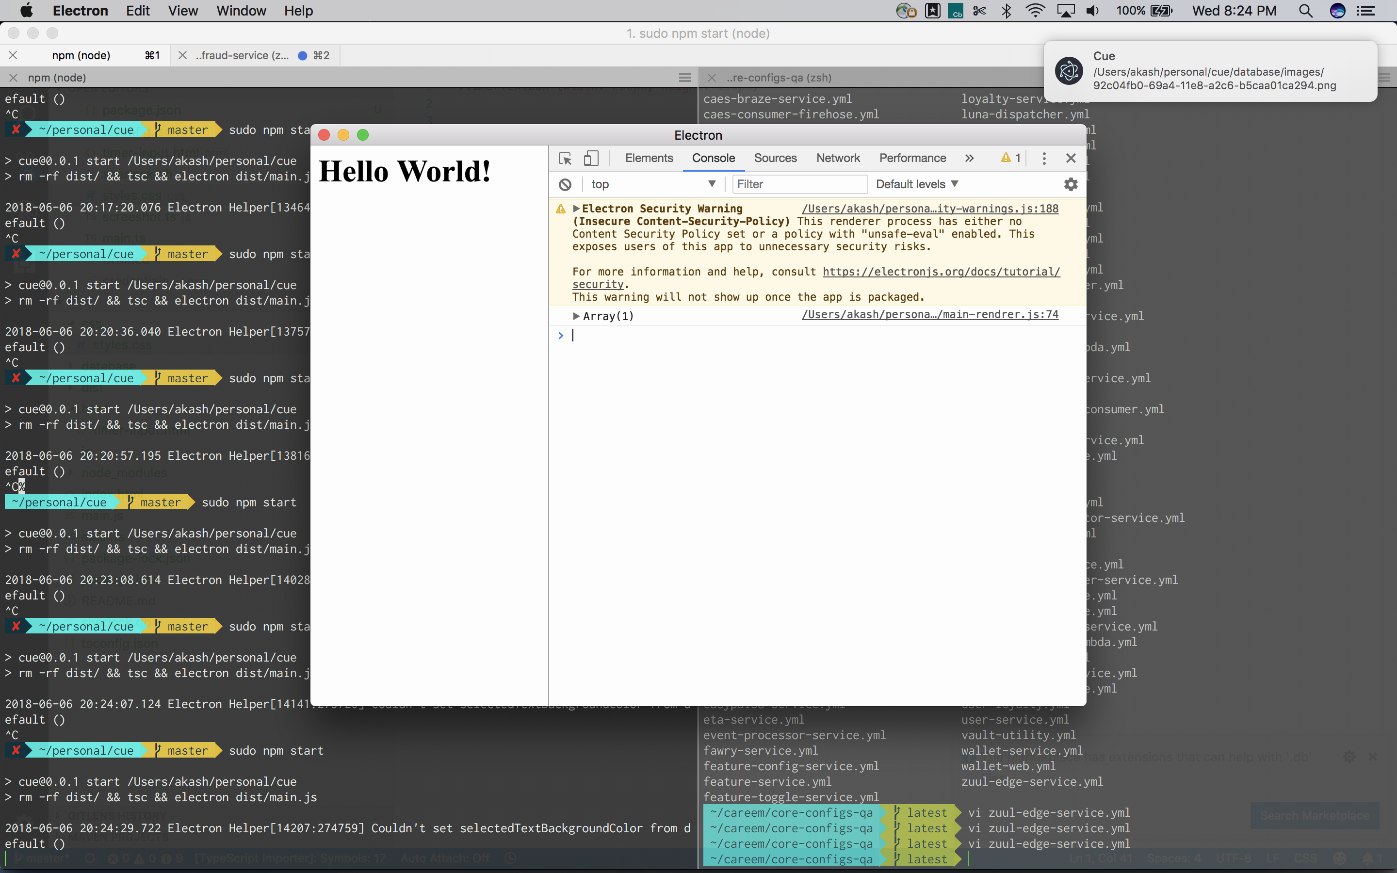 Electron Edit View Window Help
100% Wed 8:24 PM
1. sudo npm start (node)
npm (node) ⌘1
..fraud-service (z... ⌘2
npm (node)
..re-configs-qa (zsh)
Cue
/Users/akash/personal/cue/database/images/
92c04fb0-69a4-11e8-a2c6-b5caa01ca294.png
efault ()
^C
✘ ~/personal/cue master sudo npm sta
> cue@0.0.1 start /Users/akash/personal/cue
> rm -rf dist/ && tsc && electron dist/main.j
2018-06-06 20:17:20.076 Electron Helper[13464
efault ()
^C
✘ ~/personal/cue master sudo npm sta
> cue@0.0.1 start /Users/akash/personal/cue
> rm -rf dist/ && tsc && electron dist/main.j
2018-06-06 20:20:36.040 Electron Helper[13757
efault ()
^C
✘ ~/personal/cue master sudo npm sta
> cue@0.0.1 start /Users/akash/personal/cue
> rm -rf dist/ && tsc && electron dist/main.j
2018-06-06 20:20:57.195 Electron Helper[13816
efault ()
^C%
~/personal/cue master sudo npm start
> cue@0.0.1 start /Users/akash/personal/cue
> rm -rf dist/ && tsc && electron dist/main.j
2018-06-06 20:23:08.614 Electron Helper[14028
efault ()
^C
✘ ~/personal/cue master sudo npm sta
> cue@0.0.1 start /Users/akash/personal/cue
> rm -rf dist/ && tsc && electron dist/main.j
2018-06-06 20:24:07.124 Electron Helper[14141
efault ()
^C
✘ ~/personal/cue master sudo npm start
> cue@0.0.1 start /Users/akash/personal/cue
> rm -rf dist/ && tsc && electron dist/main.js
2018-06-06 20:24:29.722 Electron Helper[14207:274759] Couldn't set selectedTextBackgroundColor from d
efault ()
Electron
Hello World!
Elements Console Sources Network Performance » 1
top Filter Default levels
Electron Security Warning /Users/akash/persona…ity-warnings.js:188
(Insecure Content-Security-Policy) This renderer process has either no
Content Security Policy set or a policy with "unsafe-eval" enabled. This
exposes users of this app to unnecessary security risks.
For more information and help, consult https://electronjs.org/docs/tutorial/
security.
This warning will not show up once the app is packaged.
Array(1) /Users/akash/persona…/main-rendrer.js:74
>
caes-braze-service.yml loyalty-service.yml
caes-consumer-firehose.yml luna-dispatcher.yml
eta-service.yml user-service.yml
event-processor-service.yml vault-utility.yml
fawry-service.yml wallet-service.yml
feature-config-service.yml wallet-web.yml
feature-service.yml zuul-edge-service.yml
feature-toggle-service.yml
~/careem/core-configs-qa latest vi zuul-edge-service.yml
~/careem/core-configs-qa latest vi zuul-edge-service.yml
~/careem/core-configs-qa latest vi zuul-edge-service.yml
~/careem/core-configs-qa latest
Search Marketplace